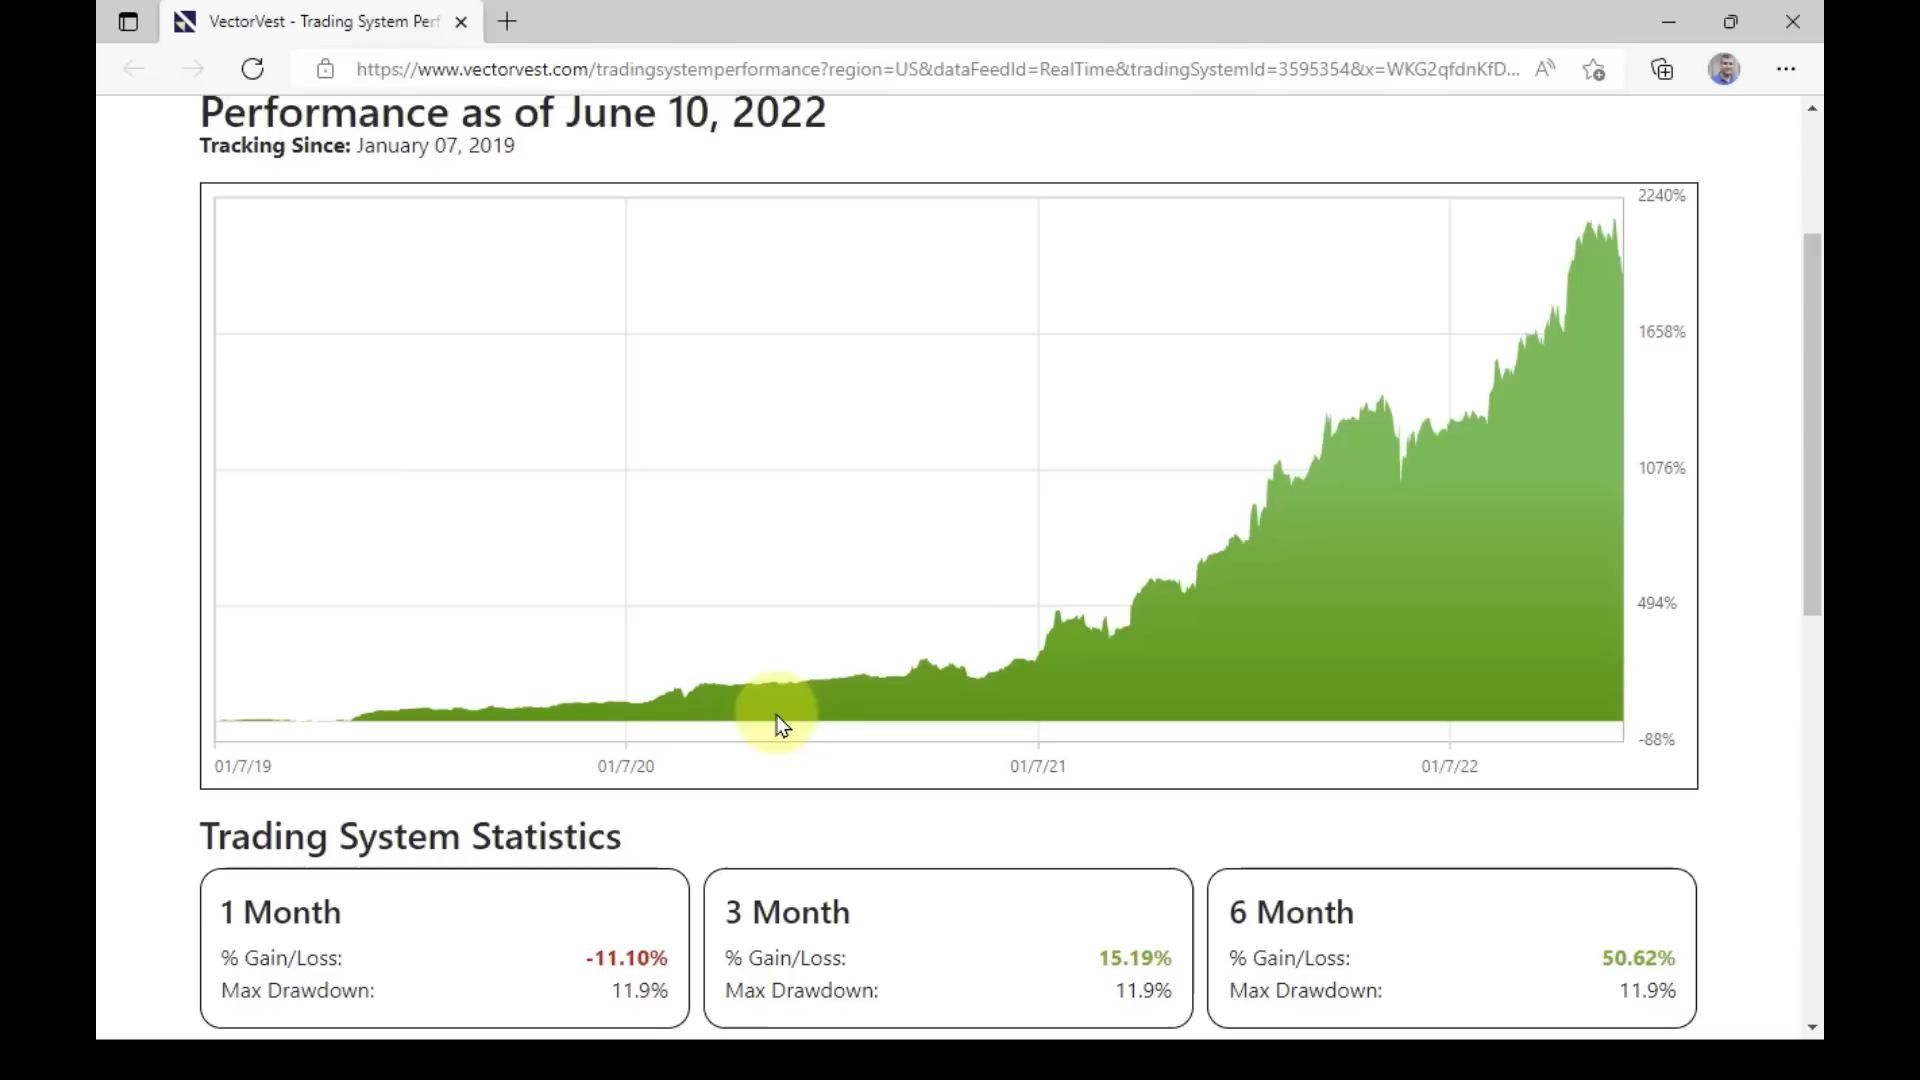 VectorVest - Trading System Perf
https://www.vectorvest.com/tradingsystemperformance?region=US&dataFeedId=RealTime&tradingSystemId=3595354&x=WKG2qfdnKfD...
Performance as of June 10, 2022
Tracking Since: January 07, 2019
2240%
1658%
1076%
494%
-88%
01/7/19 01/7/20 01/7/21 01/7/22
Trading System Statistics
1 Month
% Gain/Loss: -11.10%
Max Drawdown: 11.9%
3 Month
% Gain/Loss: 15.19%
Max Drawdown: 11.9%
6 Month
% Gain/Loss: 50.62%
Max Drawdown: 11.9%